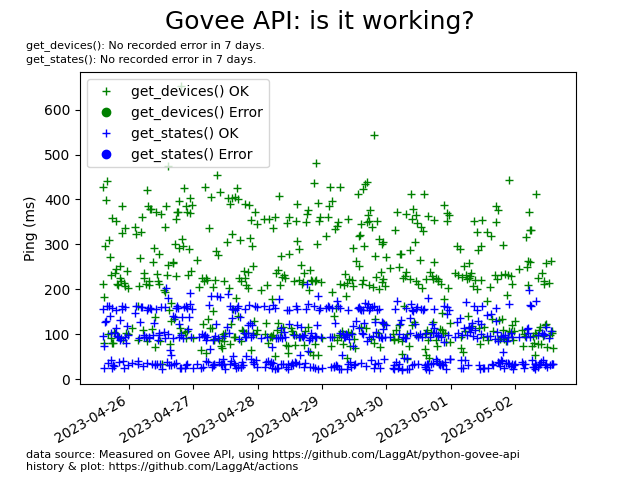 Govee API: is it working?
get_devices(): No recorded error in 7 days.
get_states(): No recorded error in 7 days.
get_devices() OK
get_devices() Error
get_states() OK
get_states() Error
Ping (ms)
600
500
400
300
200
100
0
2023-04-26
2023-04-27
2023-04-28
2023-04-29
2023-04-30
2023-05-01
2023-05-02
data source: Measured on Govee API, using https://github.com/LaggAt/python-govee-api
history & plot: https://github.com/LaggAt/actions